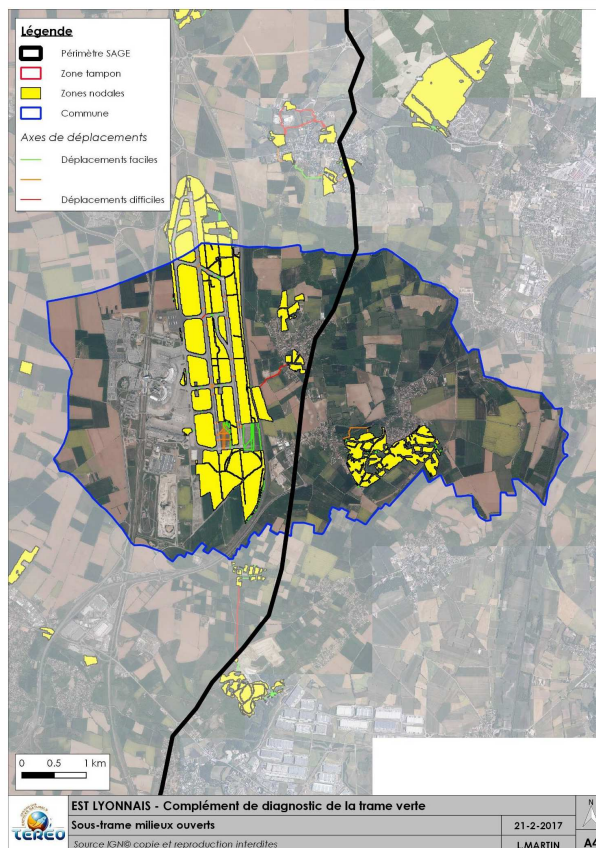 Légende
Périmètre SAGE
Zone tampon
Zones nodales
Commune
Axes de déplacements
Déplacements faciles
Déplacements difficiles
0 0.5 1 km
EST LYONNAIS - Complément de diagnostic de la trame verte
Sous-trame milieux ouverts
21-2-2017
Source IGN© copie et reproduction interdites
L.MARTIN
A4
N
TEREO